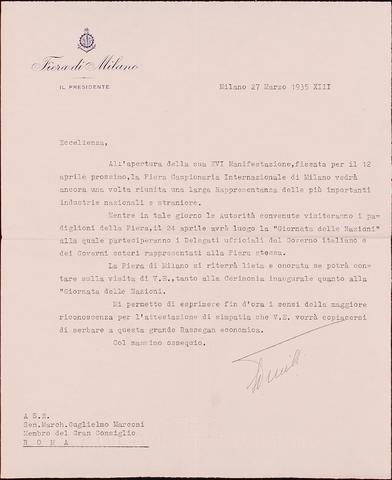 Fiera di Milano
IL PRESIDENTE
Milano 27 Marzo 1935 XIII
Eccellenza,
All'apertura della sua XVI Manifestazione,fissata per il 12
aprile prossimo,la Fiera Campionaria Internazionale di Milano vedrà
ancora una volta riunita una larga Rappresentanza delle più importanti
industrie nazionali e straniere.
Mentre in tale giorno le Autorità convenute visiteranno i pa-
diglioni della Fiera, il 24 aprile avrà luogo la "Giornata delle Nazioni"
alla quale parteciperanno i Delegati ufficiali del Governo italiano e
dei Governi esteri rappresentati alla Fiera stessa.
La Fiera di Milano si riterrà lieta e onorata se potrà con-
tare sulla visita di V.E.,tanto alla Cerimonia inaugurale quanto alla
"Giornata delle Nazioni.
Mi permetto di esprimere fin d'ora i sensi della maggiore
riconoscenza per l'attestazione di simpatia che V.E. vorrà copiacersi
di serbare a questa grande Rassegan economica.
Col massimo ossequio.
A S.E.
Sen.March.Guglielmo Marconi
Membro del Gran Consiglio
R O M A